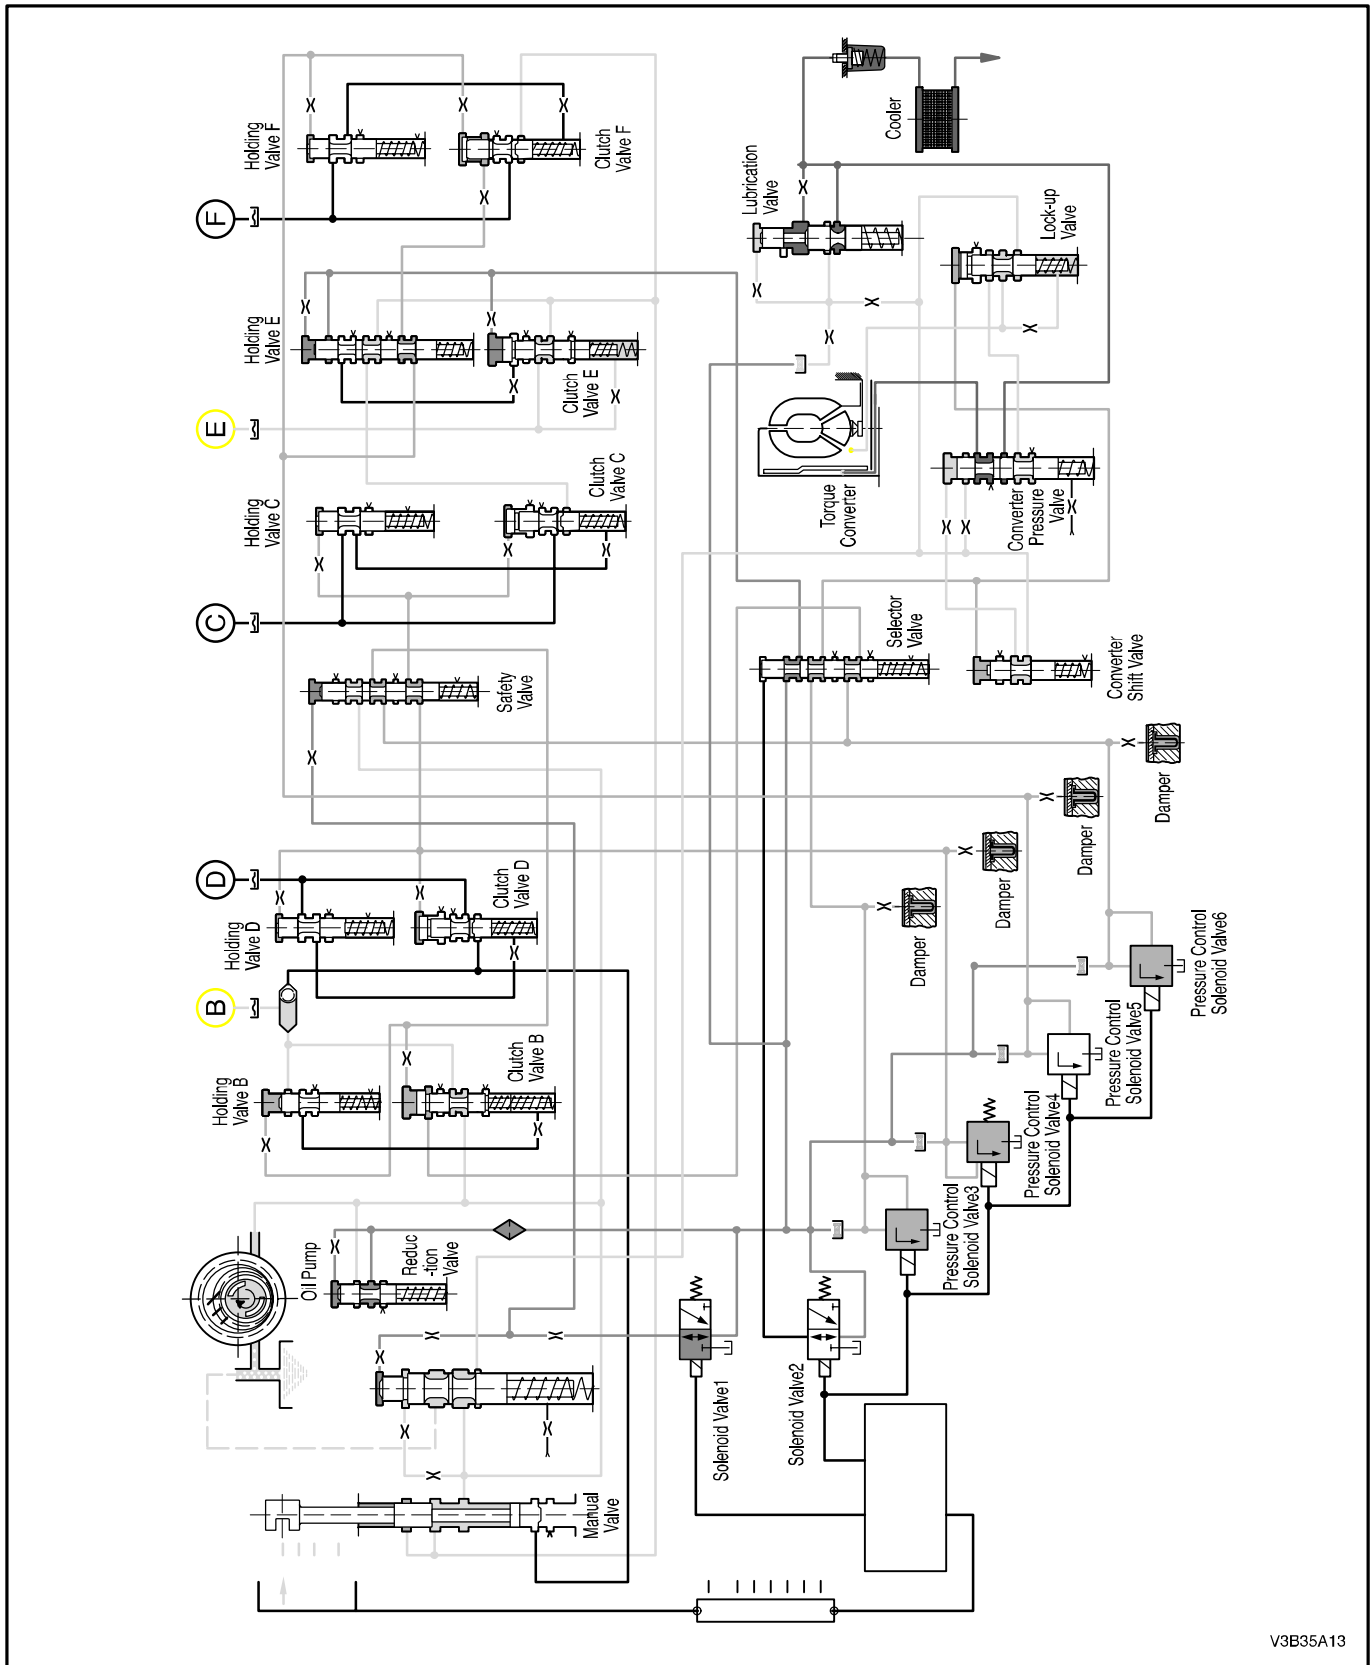 Holding
Valve F
Clutch
Valve F
F
Cooler
Lubrication
Valve
Lock-up
Valve
Holding
Valve E
Clutch
Valve E
E
Holding
Valve C
Clutch
Valve C
C
Torque
Converter
Converter
Pressure
Valve
Safety
Valve
Selector
Valve
Converter
Shift Valve
Damper
Damper
Damper
Damper
D
Holding
Valve D
Clutch
Valve D
B
Holding
Valve B
Clutch
Valve B
Pressure Control
Solenoid Valve6
Pressure Control
Solenoid Valve5
Pressure Control
Solenoid Valve4
Pressure Control
Solenoid Valve3
Oil Pump
Reduc
-tion
Valve
Solenoid Valve1
Solenoid Valve2
Manual
Valve
V3B35A13